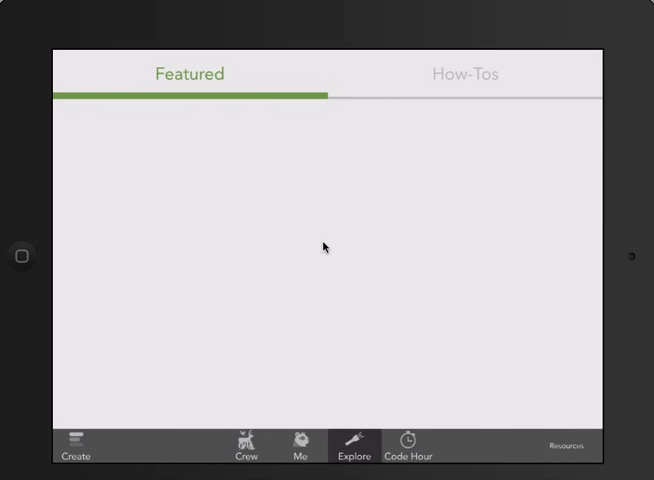 Featured
How-Tos
Create
Crew
Me
Explore
Code Hour
Resources